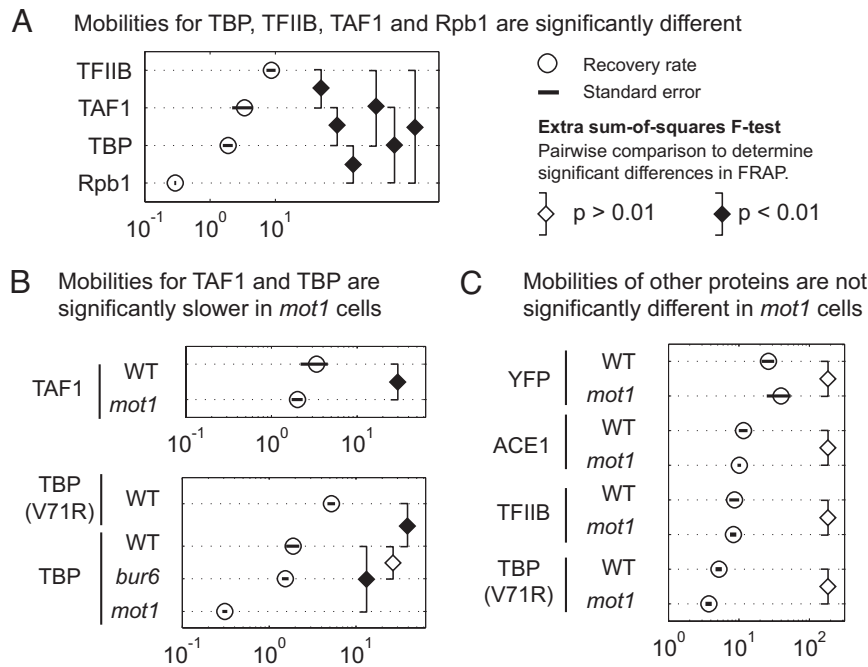 A Mobilities for TBP, TFIIB, TAF1 and Rpb1 are significantly different
TFIIB
TAF1
TBP
Rpb1
10-1 100 101
Recovery rate
Standard error
Extra sum-of-squares F-test
Pairwise comparison to determine
significant differences in FRAP.
p > 0.01 p < 0.01
B Mobilities for TAF1 and TBP are
significantly slower in mot1 cells
TAF1
WT
mot1
10-1 100 101
TBP
(V71R)
WT
TBP
WT
bur6
mot1
10-1 100 101
C Mobilities of other proteins are not
significantly different in mot1 cells
YFP
WT
mot1
ACE1
WT
mot1
TFIIB
WT
mot1
TBP
(V71R)
WT
mot1
100 101 102